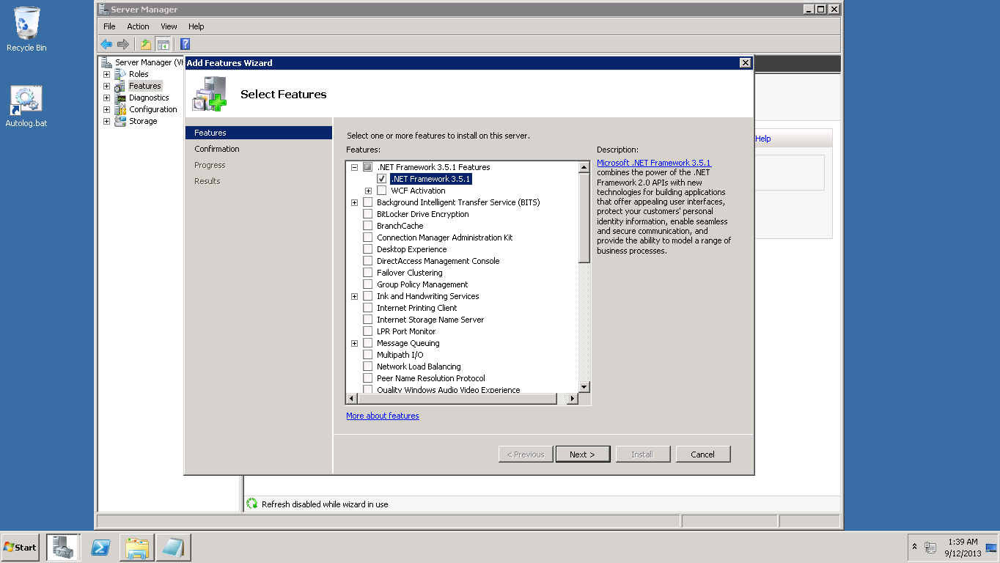 Recycle Bin
Autolog.bat
Server Manager
File Action View Help
Server Manager (V
Roles
Features
Diagnostics
Configuration
Storage
Add Features Wizard
Select Features
Features
Confirmation
Progress
Results
Select one or more features to install on this server.
Features:
.NET Framework 3.5.1 Features
.NET Framework 3.5.1
WCF Activation
Background Intelligent Transfer Service (BITS)
BitLocker Drive Encryption
BranchCache
Connection Manager Administration Kit
Desktop Experience
DirectAccess Management Console
Failover Clustering
Group Policy Management
Ink and Handwriting Services
Internet Printing Client
Internet Storage Name Server
LPR Port Monitor
Message Queuing
Multipath I/O
Network Load Balancing
Peer Name Resolution Protocol
Quality Windows Audio Video Experience
More about features
Description:
Microsoft .NET Framework 3.5.1
combines the power of the .NET
Framework 2.0 APIs with new
technologies for building applications
that offer appealing user interfaces,
protect your customers' personal
identity information, enable seamless
and secure communication, and
provide the ability to model a range of
business processes.
Help
< Previous
Next >
Install
Cancel
Refresh disabled while wizard in use
Start
1:39 AM
9/12/2013